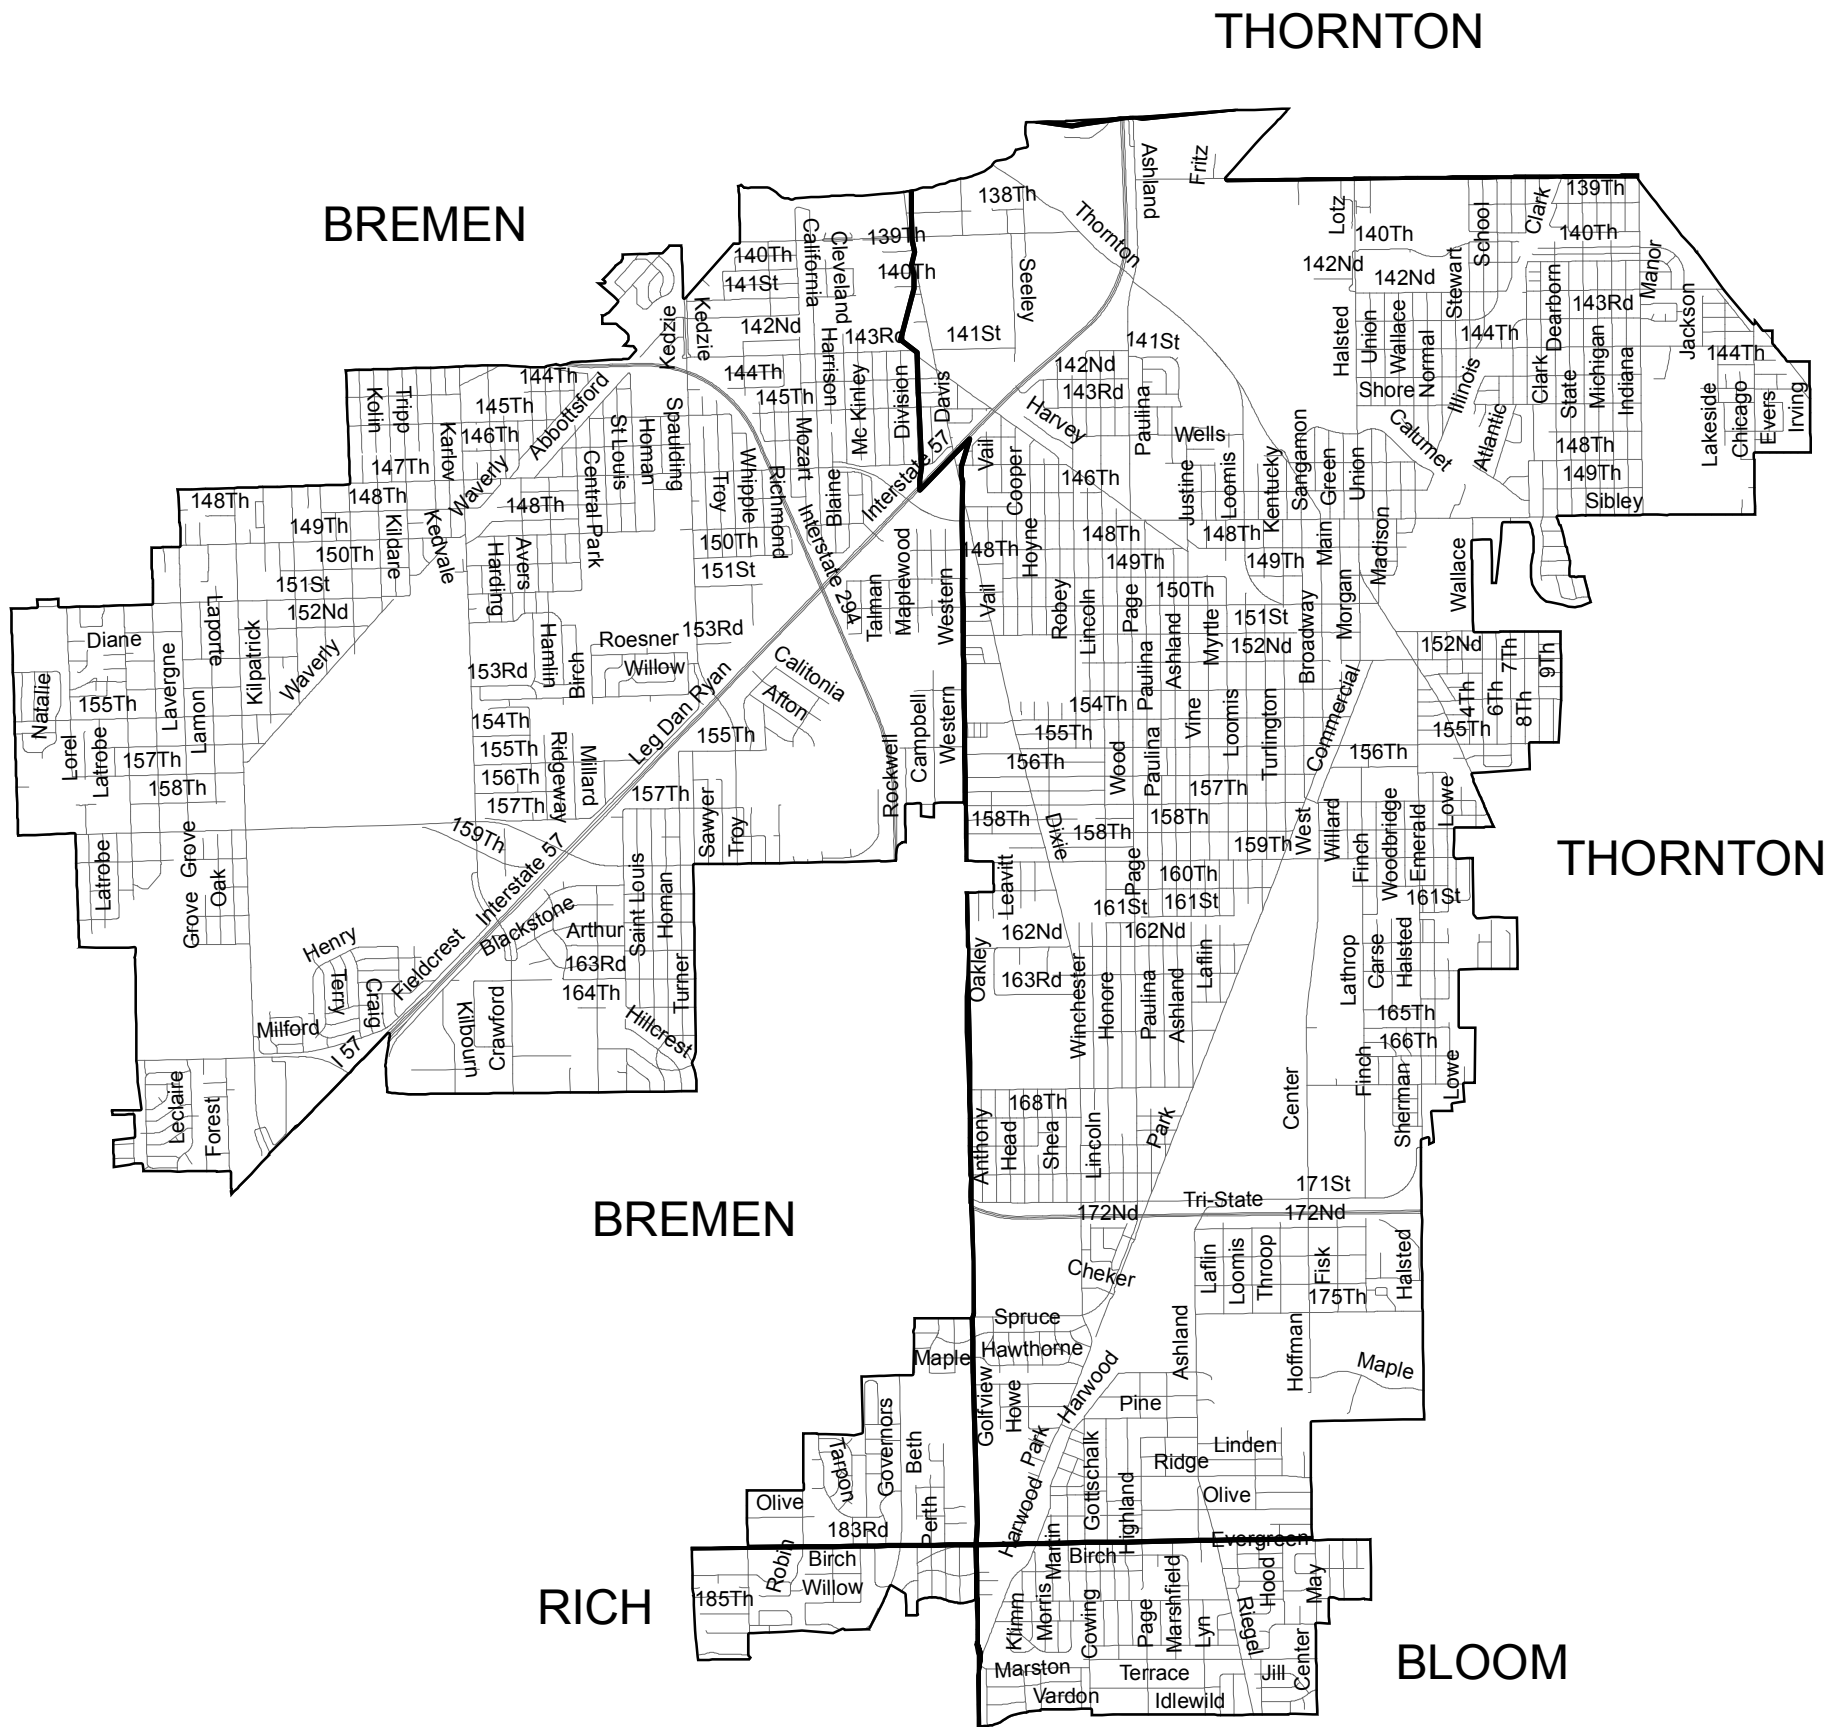 THORNTON
BREMEN
Ashland
Fritz
138Th
Thornton
139Th
Clark
Lotz
School
140Th
140Th
California
Cleveland
139Th
140Th
140Th
141St
142Nd
142Nd
Stewart
Manor
Seeley
Dearborn
143Rd
Kedzie
Kedzie
142Nd
Harrison
143Rd
141St
141St
Halsted
Union
Wallace
Normal
144Th
Michigan
Jackson
144Th
144Th
144Th
142Nd
143Rd
Shore
Illinois
Clark
State
Indiana
Kolin
Tripp
145Th
Abbottsford
145Th
Mc Kinley
Division
Davis
Harvey
Paulina
Wells
Calumet
Atlantic
Lakeside
Chicago
Evers
Irving
Karlov
146Th
St Louis
Homan
Spaulding
Mozart
Interstate 57
Vail
Cooper
146Th
Sangamon
148Th
147Th
Waverly
Central Park
Troy
Whipple
Richmond
Blaine
Justine
Loomis
Kentucky
Green
Union
149Th
148Th
148Th
148Th
Interstate 294
Sibley
149Th
Kildare
Kedvale
150Th
150Th
151St
Harding
Avers
151St
152Nd
Maplewood
Talman
Western
148Th
Hoyne
148Th
149Th
148Th
149Th
Main
Madison
Wallace
Vail
Robey
Lincoln
Page
150Th
151St
152Nd
Morgan
Broadway
Diane
Laporte
Kilpatrick
Waverly
Lavergne
Hamlin
Birch
Roesner
Willow
153Rd
153Rd
Leg Dan Ryan
Calitonia
Afton
Paulina
Ashland
Myrtle
152Nd
7Th
9Th
4Th
6Th
8Th
155Th
Natalie
155Th
Lamon
154Th
155Th
156Th
157Th
Ridgeway
Millard
155Th
Campbell
Western
Rockwell
154Th
155Th
156Th
Wood
Paulina
Vine
Loomis
Turlington
Commercial
156Th
Lorel
Latrobe
157Th
158Th
157Th
Sawyer
Troy
157Th
158Th
Dixie
158Th
158Th
159Th
West
Willard
Finch
Woodbridge
Emerald
Lowe
THORNTON
159Th
Interstate 57
Grove
Grove
Oak
Latrobe
Leavitt
Page
160Th
161St
161St
161St
Blackstone
Arthur
Saint Louis
Homan
162Nd
162Nd
Henry
Terry
Craig
Fieldcrest
163Rd
164Th
Turner
Oakley
163Rd
Winchester
Honore
Paulina
Ashland
Laflin
Lathrop
Carse
Halsted
165Th
166Th
Milford
I 57
Kilbourn
Crawford
Hillcrest
Leclaire
Forest
Center
Finch
Sherman
Lowe
168Th
Anthony
Head
Shea
Lincoln
Park
171St
Tri-State
172Nd
172Nd
BREMEN
Cheker
Laflin
Loomis
Throop
Fisk
175Th
Halsted
Spruce
Hawthorne
Maple
Ashland
Hoffman
Maple
Golfview
Howe
Harwood
Pine
Park
Governors
Beth
Tarpon
Linden
Ridge
Gottschalk
Highland
Olive
Olive
Harwood
Perth
183Rd
Evergreen
Martin
Birch
Robin
Birch
Willow
185Th
RICH
Klimm
Morris
Cowing
Page
Marshfield
Lyn
Riegel
Hood
May
Center
BLOOM
Marston
Terrace
Jill
Vardon
Idlewild